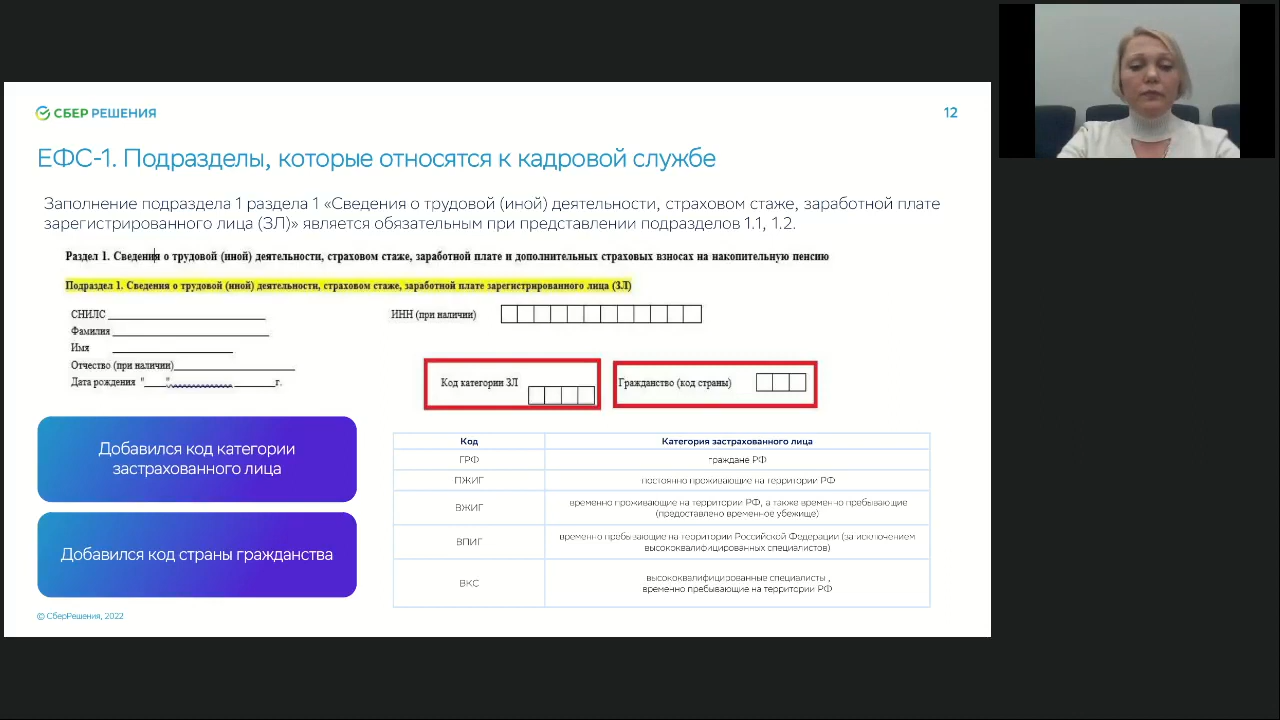 СБЕР РЕШЕНИЯ
12
ЕФС-1. Подразделы, которые относятся к кадровой службе
Заполнение подраздела 1 раздела 1 «Сведения о трудовой (иной) деятельности, страховом стаже, заработной плате
зарегистрированного лица (ЗЛ)» является обязательным при представлении подразделов 1.1, 1.2.
Раздел 1. Сведения о трудовой (иной) деятельности, страховом стаже, заработной плате и дополнительных страховых взносах на накопительную пенсию
Подраздел 1. Сведения о трудовой (иной) деятельности, страховом стаже, заработной плате зарегистрированного лица (ЗЛ)
СНИЛС
ИНН (при наличии)
Фамилия
Имя
Отчество (при наличии)
Дата рождения "____"____________ ________г.
Код категории ЗЛ
Гражданство (код страны)
Добавился код категории
застрахованного лица
Добавился код страны гражданства
Код Категория застрахованного лица
ГРФ граждане РФ
ПЖИГ постоянно проживающие на территории РФ
ВЖИГ временно проживающие на территории РФ, а также временно пребывающие
(предоставлено временное убежище)
ВПИГ временно пребывающие на территории Российской Федерации (за исключением
высококвалифицированных специалистов)
ВКС высококвалифицированные специалисты ,
временно пребывающие на территории РФ
© СберРешения, 2022